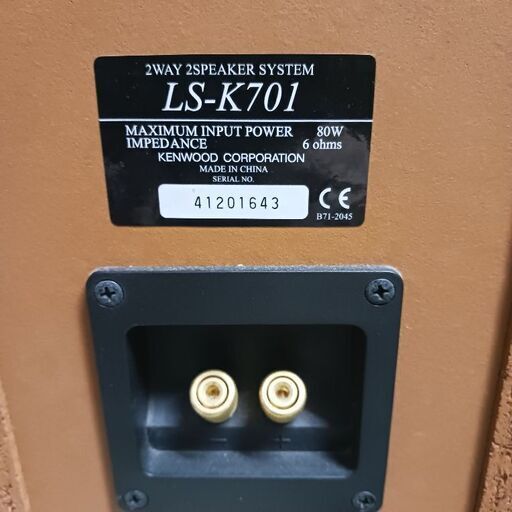 2WAY 2SPEAKER SYSTEM
LS-K701
MAXIMUM INPUT POWER 80W
IMPEDANCE 6 ohms
KENWOOD CORPORATION
MADE IN CHINA
SERIAL NO.
41201643
CE
B71-2045
- +